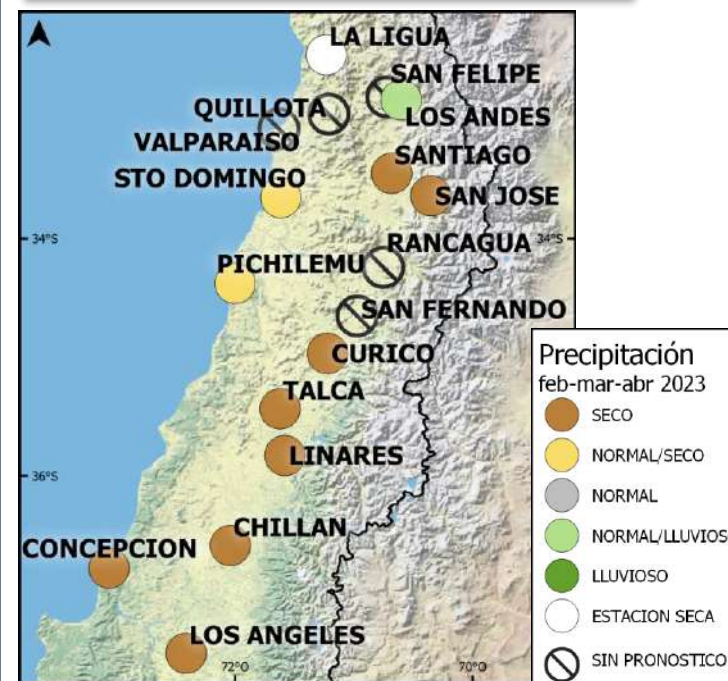 LA LIGUA
SAN FELIPE
QUILLOTA
LOS ANDES
VALPARAISO
SANTIAGO
STO DOMINGO
SAN JOSE
34°S
34°S
RANCAGUA
PICHILEMU
SAN FERNANDO
CURICO
TALCA
LINARES
36°S
CHILLAN
CONCEPCION
LOS ANGELES
72°O
70°O
Precipitación
feb-mar-abr 2023
SECO
NORMAL/SECO
NORMAL
NORMAL/LLUVIOS
LLUVIOSO
ESTACION SECA
SIN PRONOSTICO